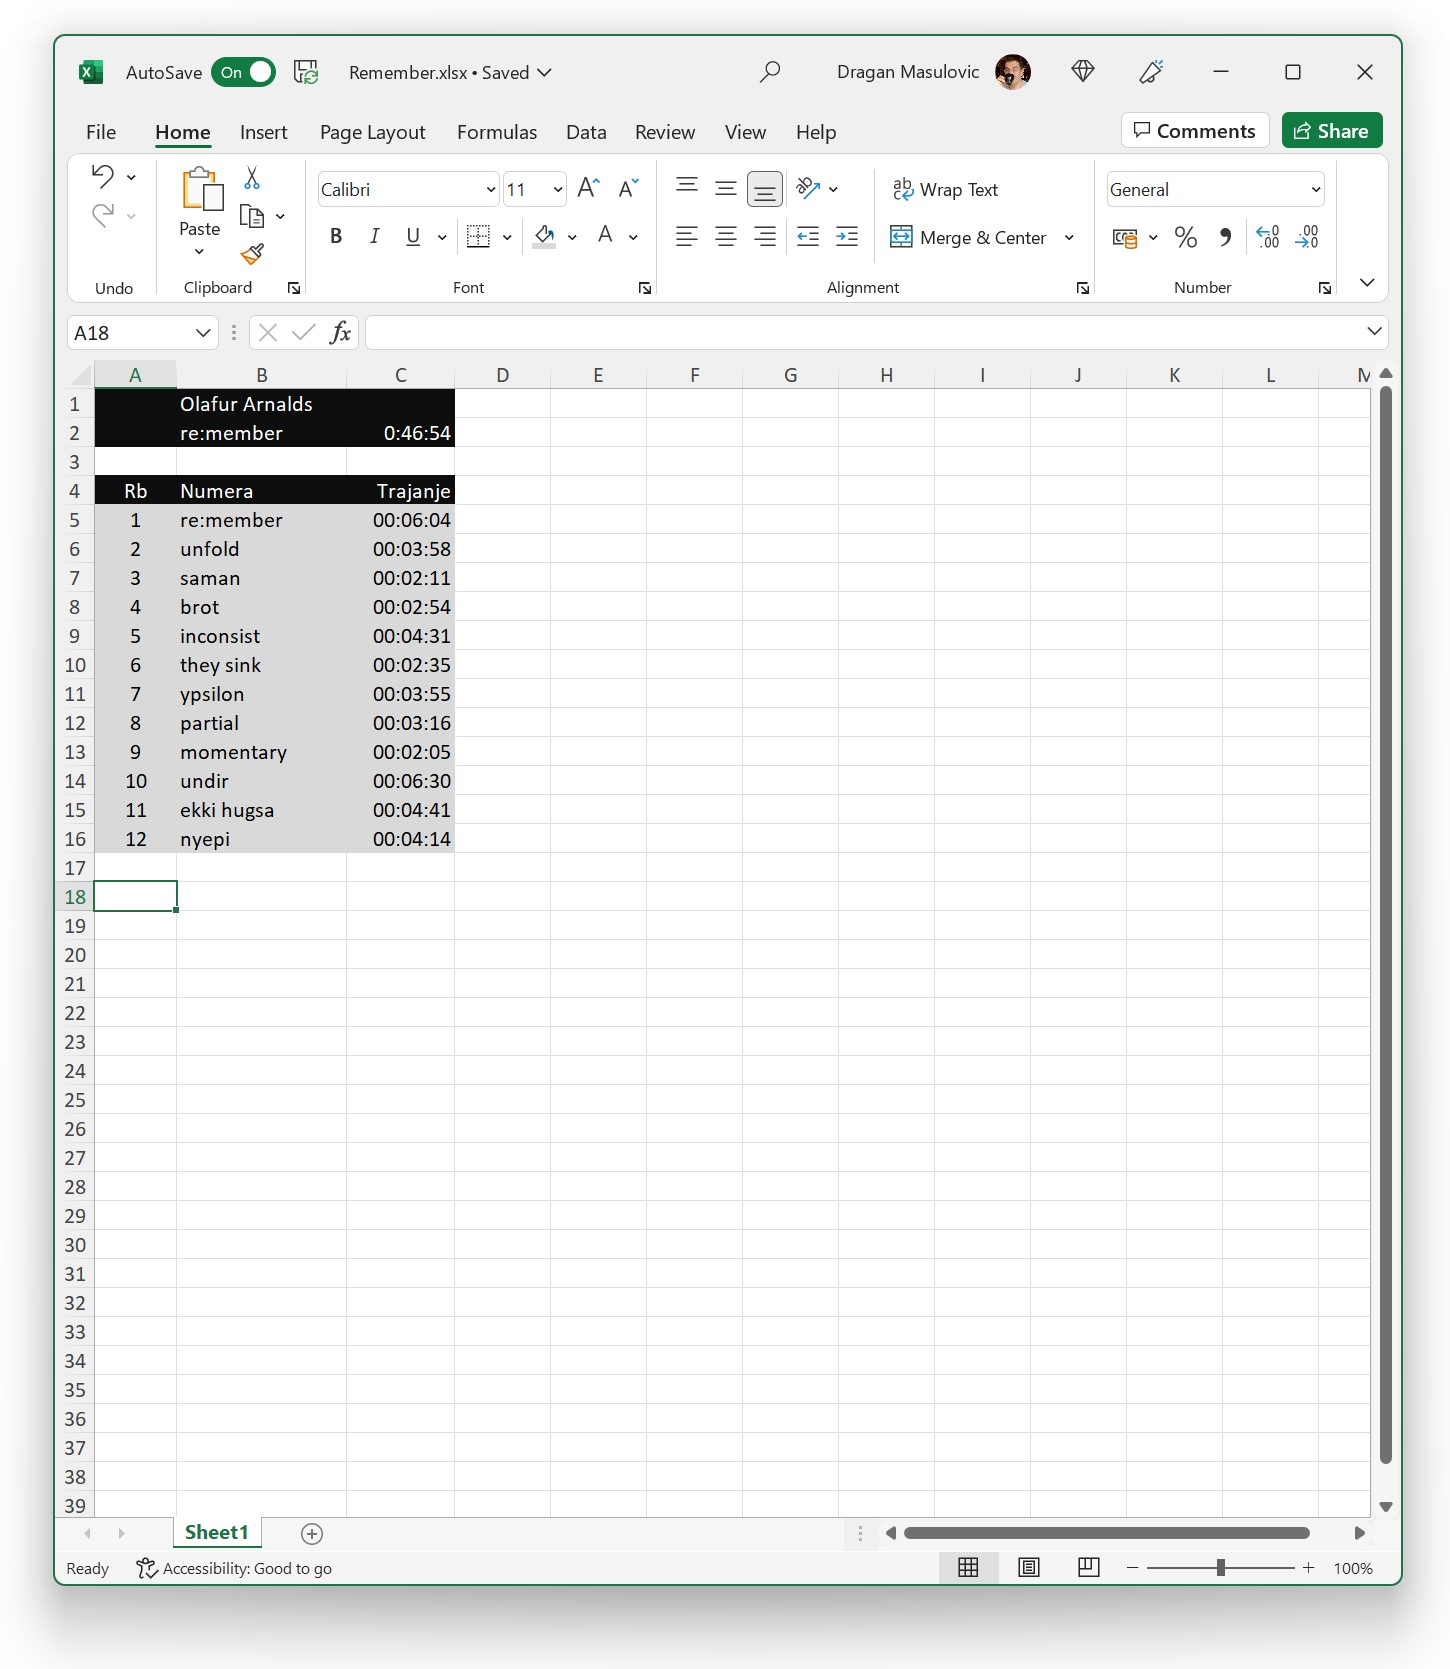 AutoSave On Remember.xlsx • Saved Dragan Masulovic
File Home Insert Page Layout Formulas Data Review View Help Comments Share
Calibri 11 A A ab Wrap Text General
Paste B I U A Merge & Center % 9 .00 .00
Undo Clipboard Font Alignment Number
A18 fx
A B C D E F G H I J K L M
1 Olafur Arnalds
2 re:member 0:46:54
3
4 Rb Numera Trajanje
5 1 re:member 00:06:04
6 2 unfold 00:03:58
7 3 saman 00:02:11
8 4 brot 00:02:54
9 5 inconsist 00:04:31
10 6 they sink 00:02:35
11 7 ypsilon 00:03:55
12 8 partial 00:03:16
13 9 momentary 00:02:05
14 10 undir 00:06:30
15 11 ekki hugsa 00:04:41
16 12 nyepi 00:04:14
17
18
19
20
21
22
23
24
25
26
27
28
29
30
31
32
33
34
35
36
37
38
39
Sheet1
Ready Accessibility: Good to go 100%